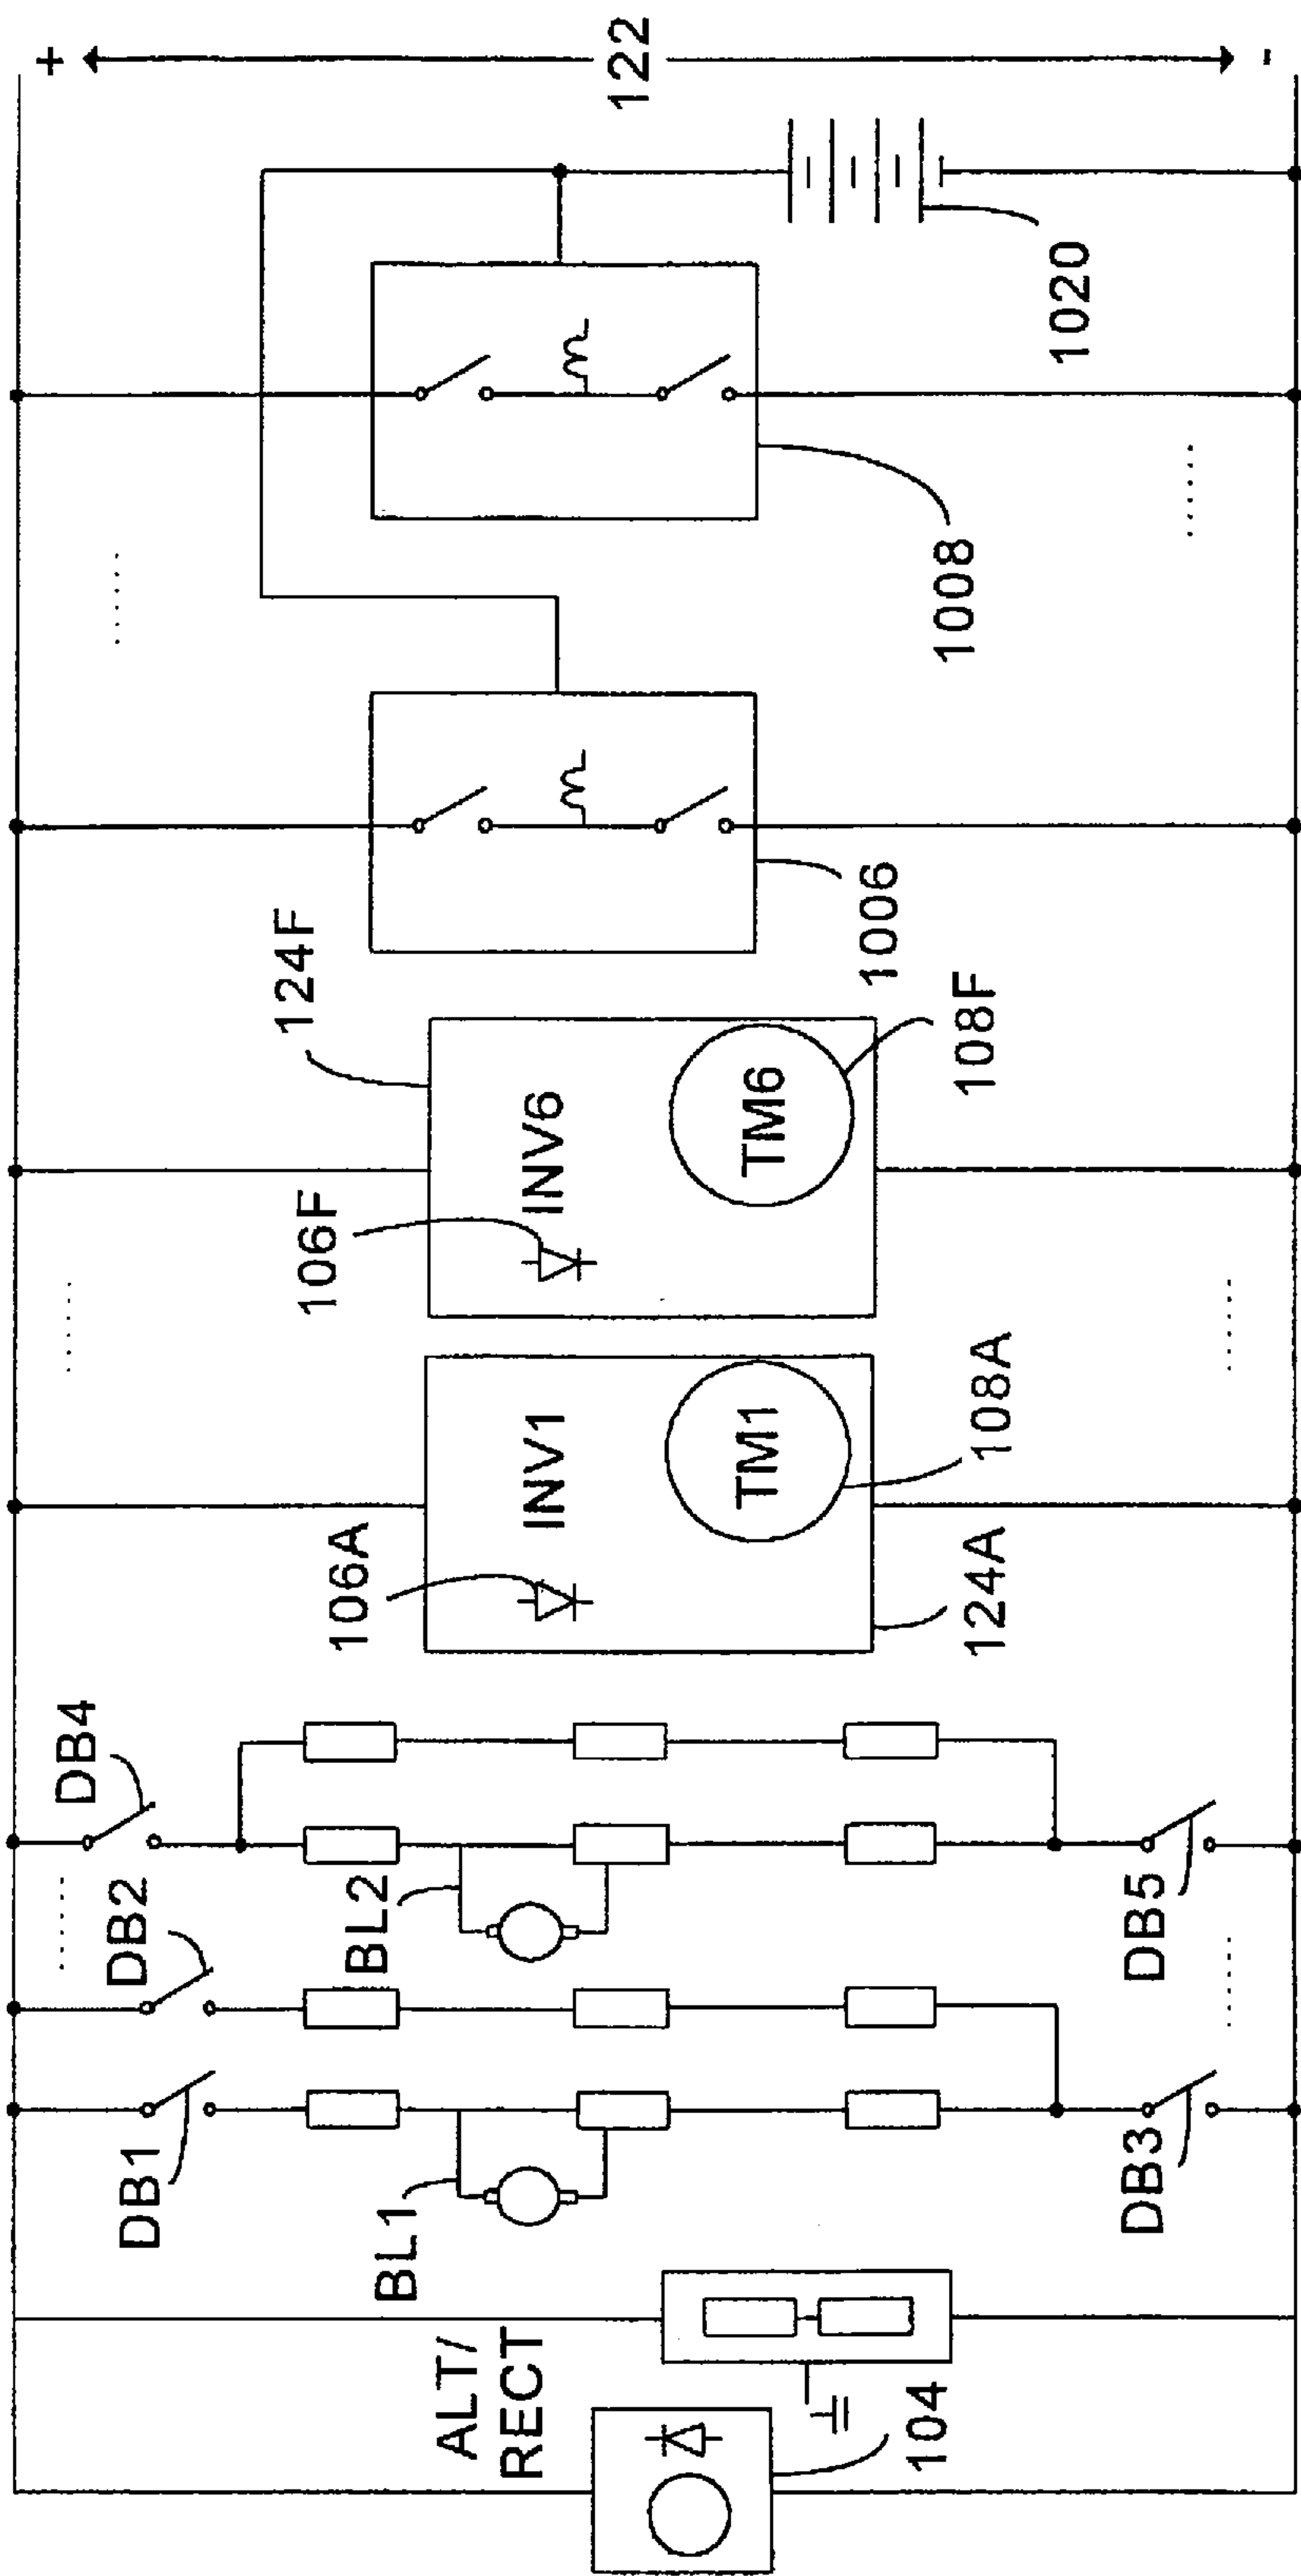 ALT/
RECT
104
DB1
BL1
DB3
DB2
BL2
DB4
DB5
106A
INV1
TM1
108A
124A
124F
106F
INV6
TM6
108F
1006
1008
1020
+
122
-